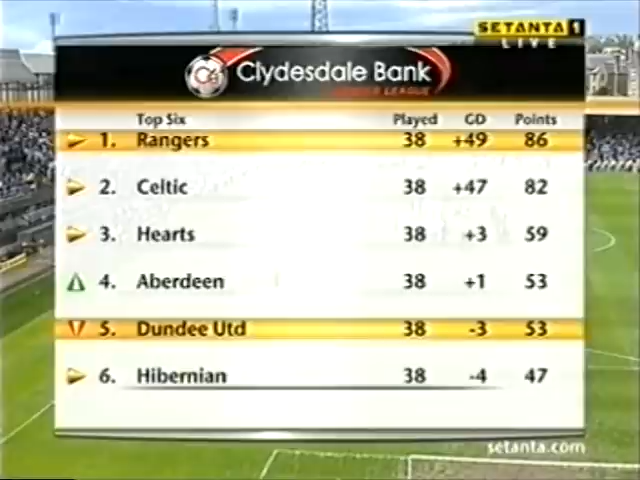 SETANTA 1
LIVE
Clydesdale Bank
PREMIER LEAGUE
Top Six Played GD Points
1. Rangers 38 +49 86
2. Celtic 38 +47 82
3. Hearts 38 +3 59
4. Aberdeen 38 +1 53
5. Dundee Utd 38 -3 53
6. Hibernian 38 -4 47
setanta.com